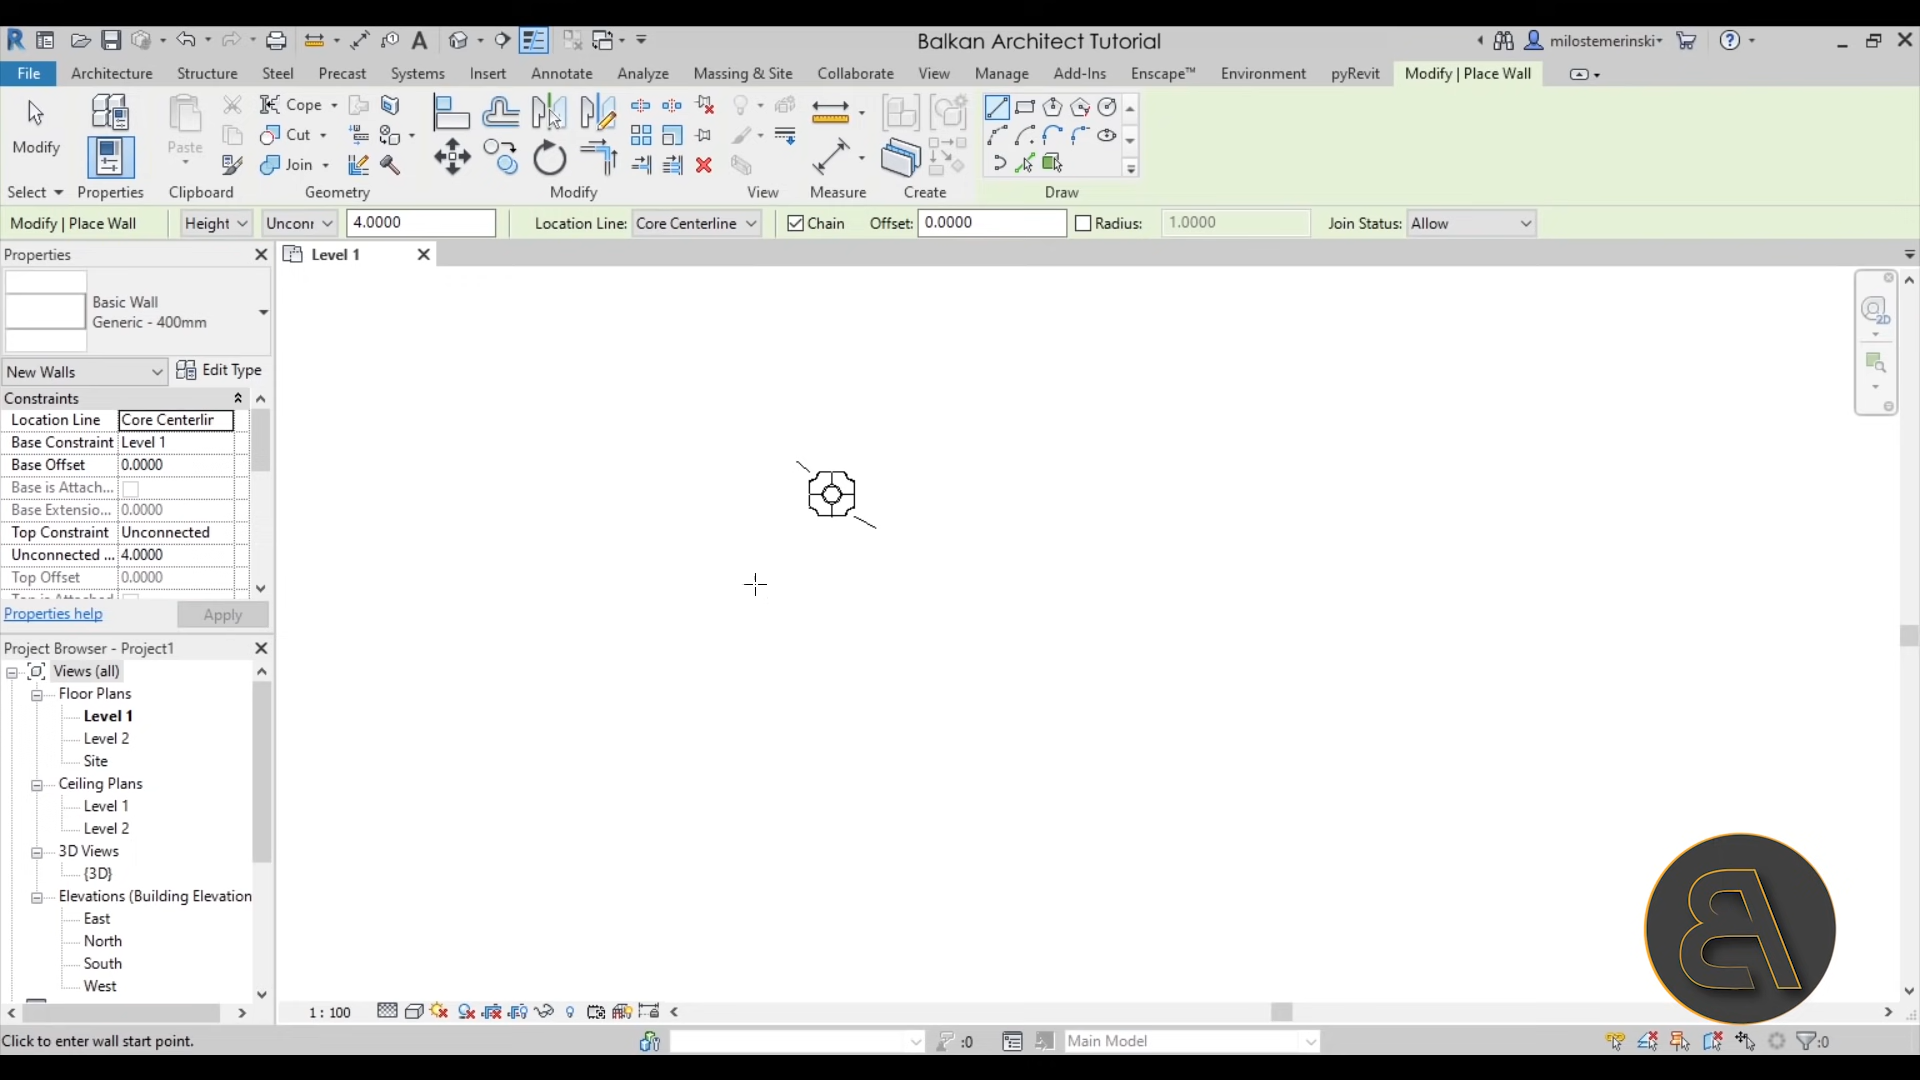 Balkan Architect Tutorial
milostemerinski
File Architecture Structure Steel Precast Systems Insert Annotate Analyze Massing & Site Collaborate View Manage Add-Ins Enscape™ Environment pyRevit Modify | Place Wall
Modify
Paste
Cope
Cut
Join
Select Properties Clipboard Geometry Modify View Measure Create Draw
Modify | Place Wall Height Unconr 4.0000 Location Line: Core Centerline Chain Offset: 0.0000 Radius: 1.0000 Join Status: Allow
Properties
Level 1
2D
Basic Wall
Generic - 400mm
New Walls Edit Type
Constraints
Location Line Core Centerlir
Base Constraint Level 1
Base Offset 0.0000
Base is Attach...
Base Extensio... 0.0000
Top Constraint Unconnected
Unconnected ... 4.0000
Top Offset 0.0000
Properties help Apply
Project Browser - Project1
Views (all)
Floor Plans
Level 1
Level 2
Site
Ceiling Plans
Level 1
Level 2
3D Views
{3D}
Elevations (Building Elevation
East
North
South
West
1 : 100
Click to enter wall start point.
:0
Main Model
:0